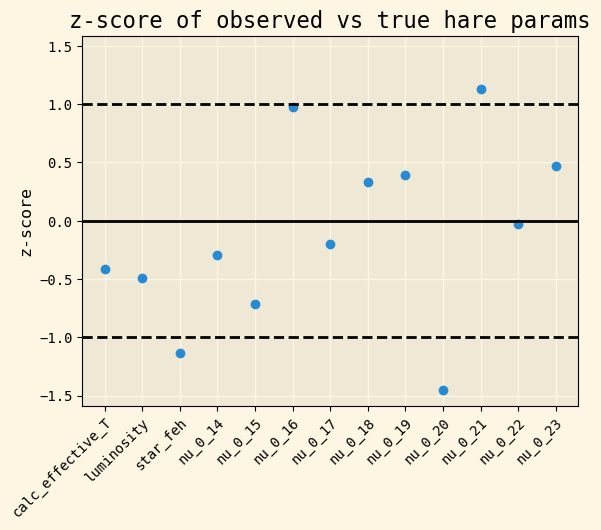 z-score of observed vs true hare params
z-score
1.5
1.0
0.5
0.0
−0.5
−1.0
−1.5
calc_effective_T
luminosity
star_feh
nu_0_14
nu_0_15
nu_0_16
nu_0_17
nu_0_18
nu_0_19
nu_0_20
nu_0_21
nu_0_22
nu_0_23